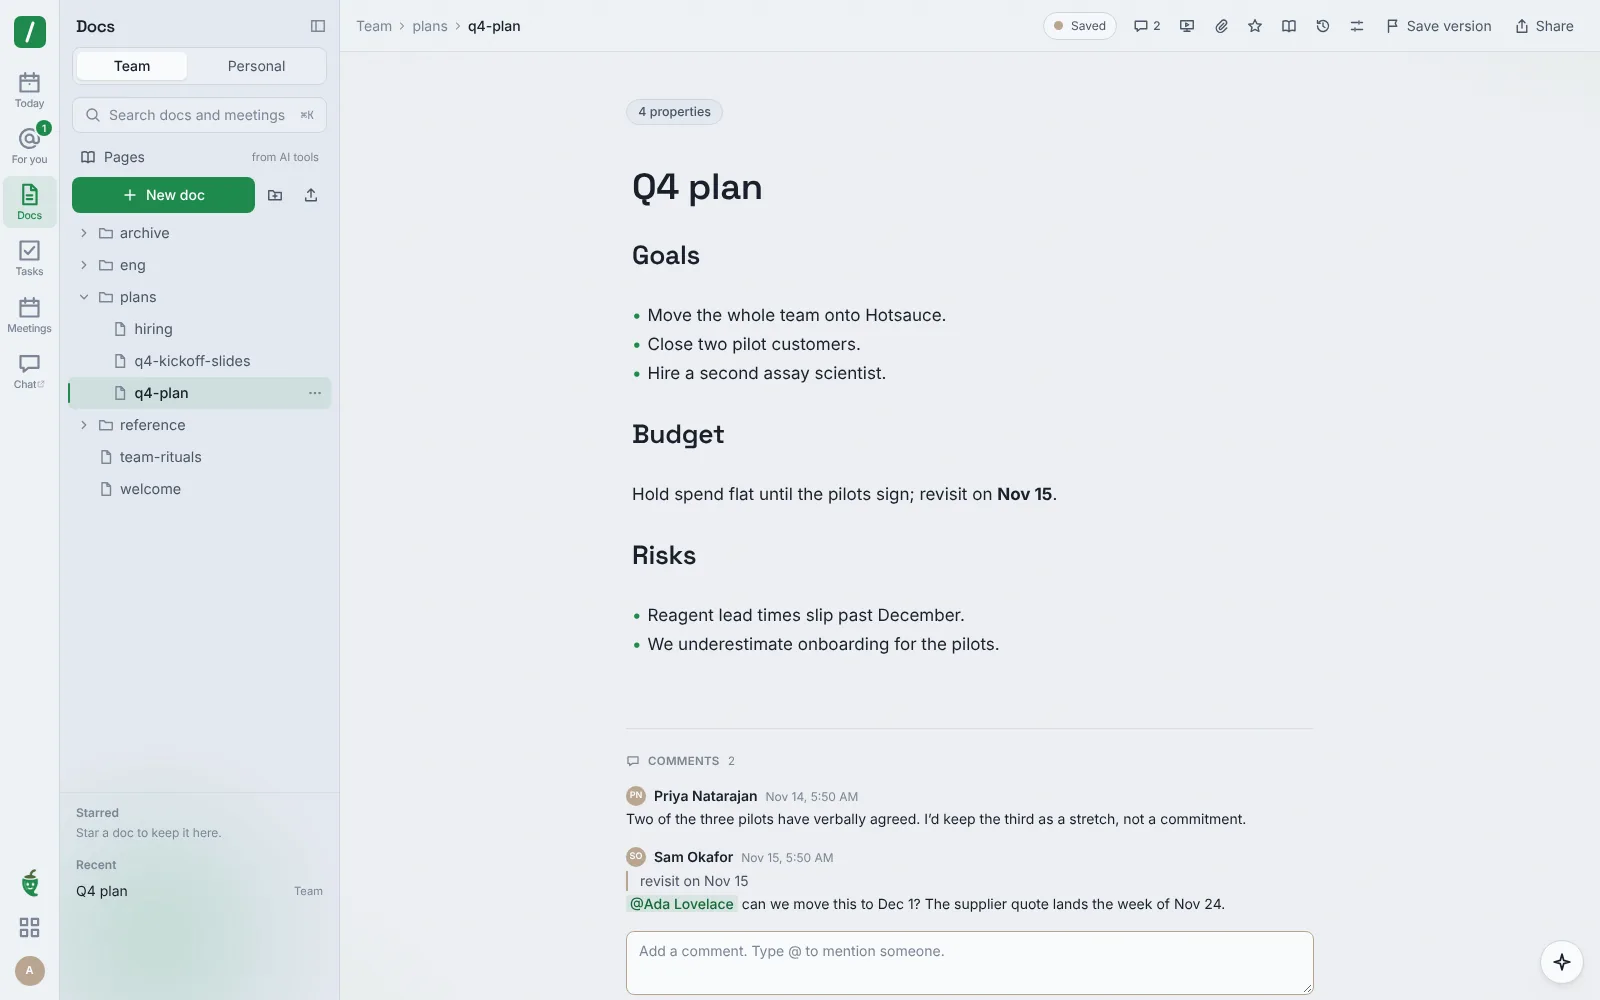 Docs
Team
Personal
Search docs and meetings
⌘K
Pages
from AI tools
+ New doc
archive
eng
plans
hiring
q4-kickoff-slides
q4-plan
reference
team-rituals
welcome
Starred
Star a doc to keep it here.
Recent
Q4 plan
Team
Today
1
For you
Docs
Tasks
Meetings
Chat
A
Team > plans > q4-plan
Saved
2
Save version
Share
4 properties
Q4 plan
Goals
• Move the whole team onto Hotsauce.
• Close two pilot customers.
• Hire a second assay scientist.
Budget
Hold spend flat until the pilots sign; revisit on Nov 15.
Risks
• Reagent lead times slip past December.
• We underestimate onboarding for the pilots.
COMMENTS 2
PN Priya Natarajan Nov 14, 5:50 AM
Two of the three pilots have verbally agreed. I’d keep the third as a stretch, not a commitment.
SO Sam Okafor Nov 15, 5:50 AM
revisit on Nov 15
@Ada Lovelace can we move this to Dec 1? The supplier quote lands the week of Nov 24.
Add a comment. Type @ to mention someone.